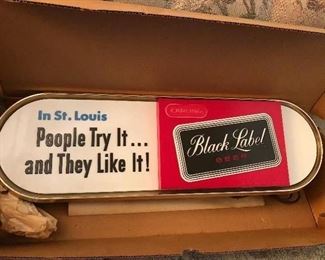 In St. Louis
People Try It...
and They Like It!
CARLING
Black Label
BEER